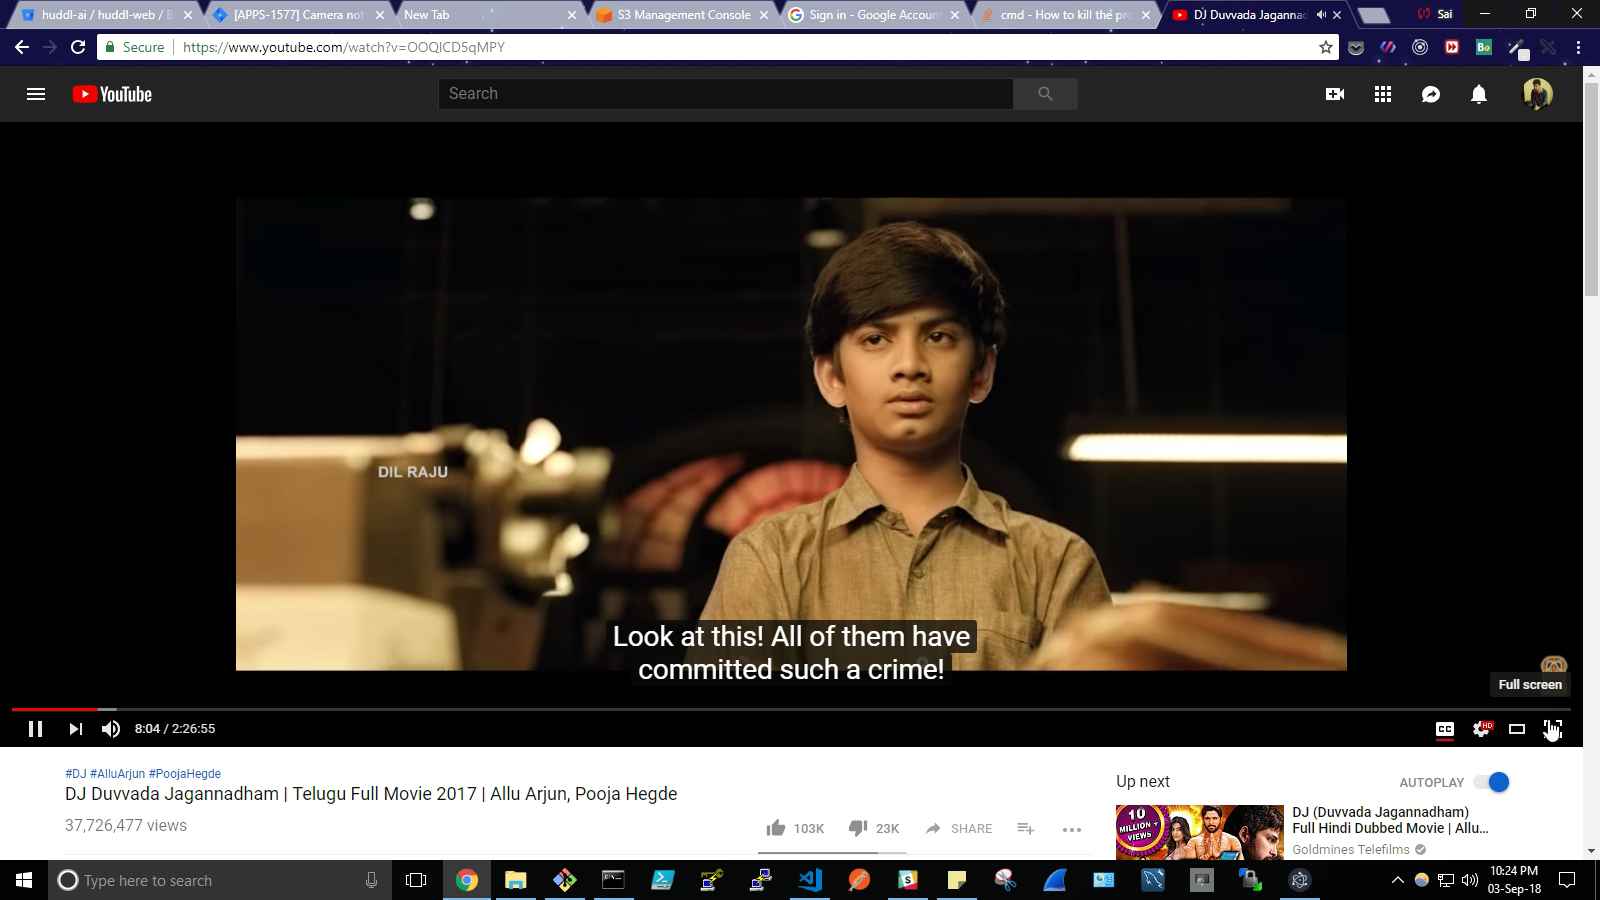 huddl-ai / huddl-web / B
[APPS-1577] Camera not
New Tab
S3 Management Console
Sign in - Google Account
cmd - How to kill the pro
DJ Duvvada Jagannad
Sai
Secure
https://www.youtube.com/watch?v=OOQICD5qMPY
YouTube
Search
DIL RAJU
Look at this! All of them have
committed such a crime!
Full screen
8:04 / 2:26:55
CC
HD
#DJ #AlluArjun #PoojaHegde
DJ Duvvada Jagannadham | Telugu Full Movie 2017 | Allu Arjun, Pooja Hegde
37,726,477 views
103K
23K
SHARE
Up next
AUTOPLAY
10
MILLION +
VIEWS
DJ (Duvvada Jagannadham)
Full Hindi Dubbed Movie | Allu...
Goldmines Telefilms
Type here to search
10:24 PM
03-Sep-18